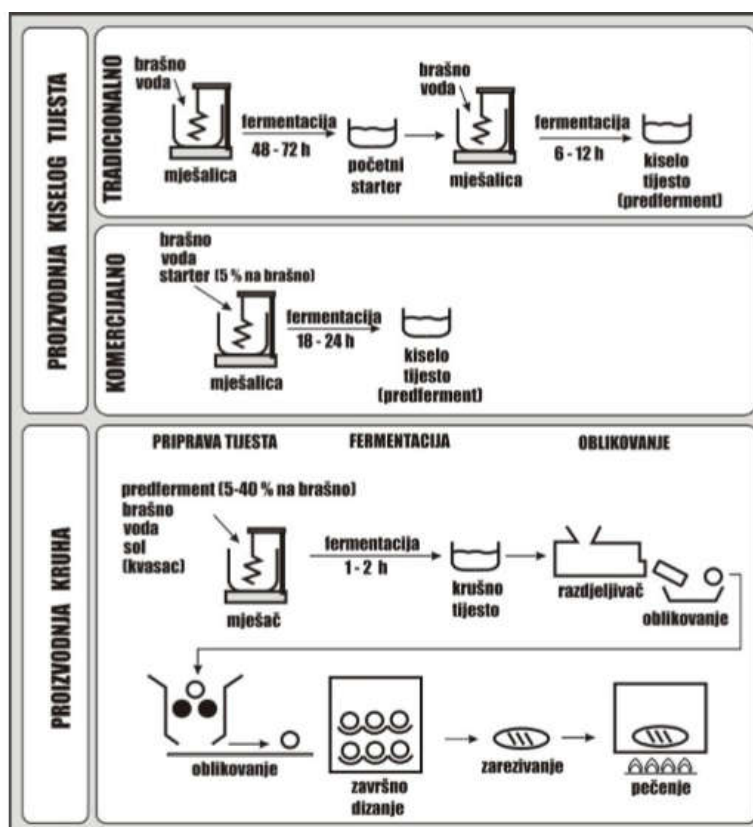 PROIZVODNJA KISELOG TIJESTA
TRADICIONALNO
brašno
voda
mješalica
fermentacija
48 - 72 h
početni
starter
brašno
voda
mješalica
fermentacija
6 - 12 h
kiselo
tijesto
(predferment)
KOMERCIJALNO
brašno
voda
starter (5 % na brašno)
mješalica
fermentacija
18 - 24 h
kiselo
tijesto
(predferment)
PROIZVODNJA KRUHA
PRIPRAVA TIJESTA
FERMENTACIJA
OBLIKOVANJE
predferment (5-40 % na brašno)
brašno
voda
sol
(kvasac)
mješač
fermentacija
1 - 2 h
krušno
tijesto
razdjeljivač
oblikovanje
oblikovanje
završno
dizanje
zarezivanje
pečenje